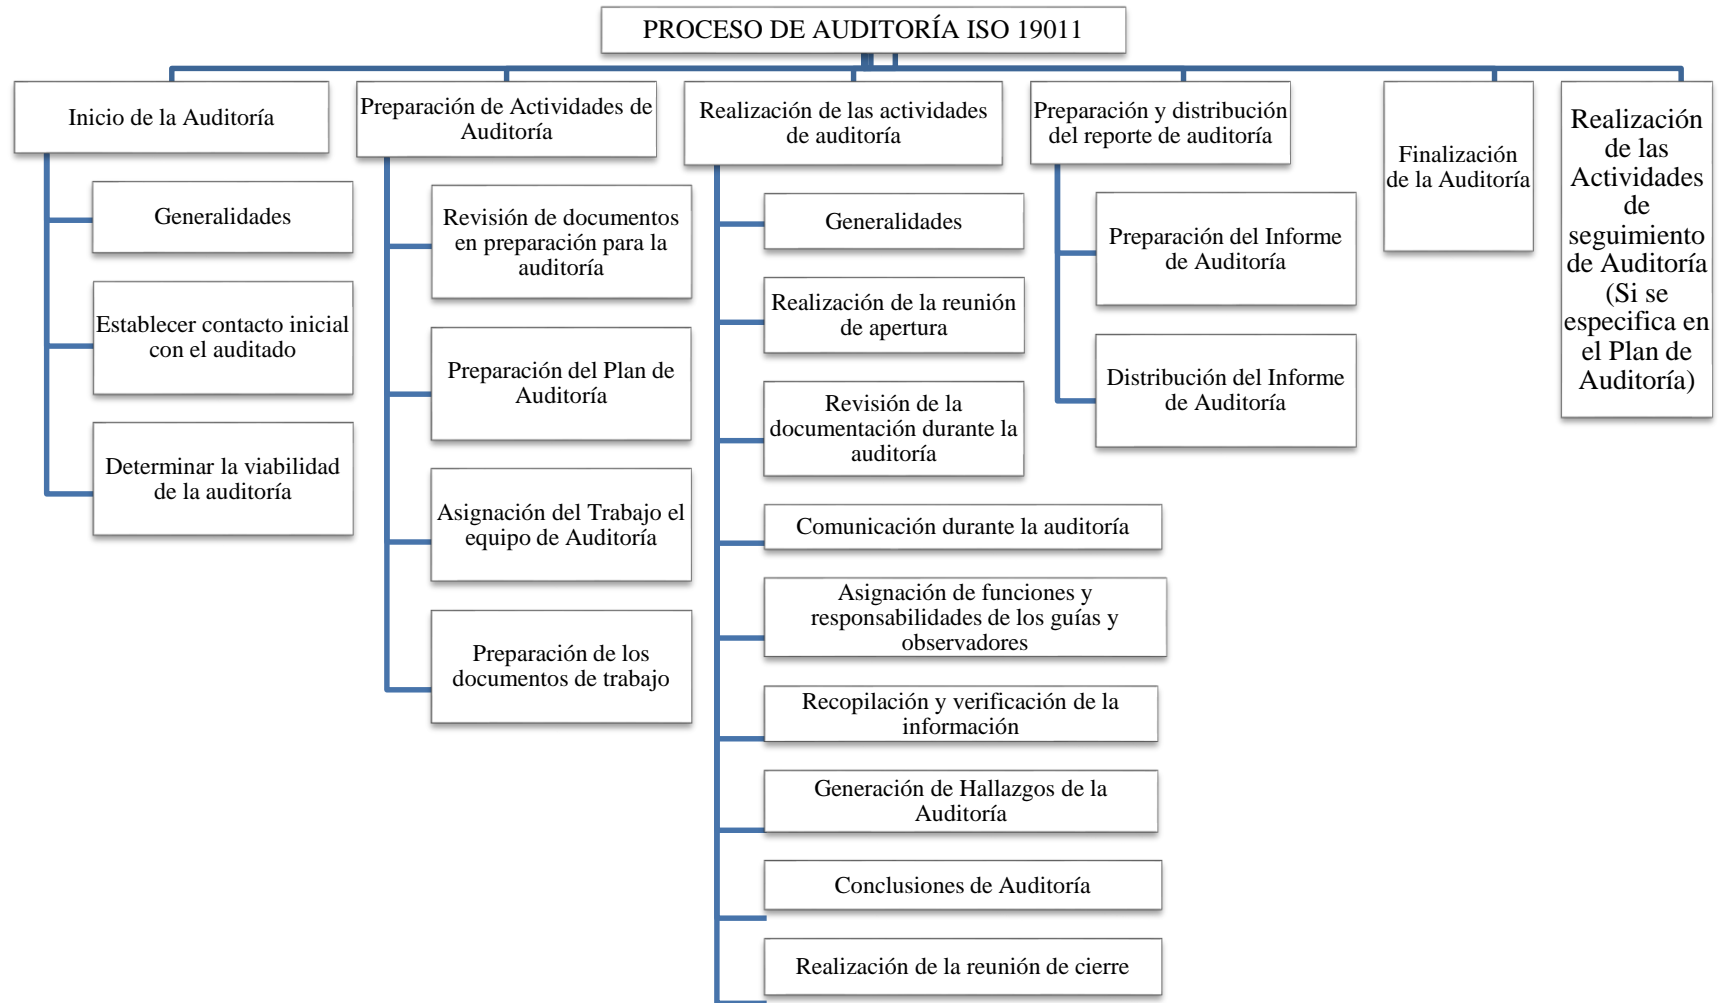 PROCESO DE AUDITORÍA ISO 19011
Inicio de la Auditoría
Generalidades
Establecer contacto inicial
con el auditado
Determinar la viabilidad
de la auditoría
Preparación de Actividades de
Auditoría
Revisión de documentos
en preparación para la
auditoría
Preparación del Plan de
Auditoría
Asignación del Trabajo el
equipo de Auditoría
Preparación de los
documentos de trabajo
Realización de las actividades
de auditoría
Generalidades
Realización de la reunión
de apertura
Revisión de la
documentación durante la
auditoría
Comunicación durante la auditoría
Asignación de funciones y
responsabilidades de los guías y
observadores
Recopilación y verificación de la
información
Generación de Hallazgos de la
Auditoría
Conclusiones de Auditoría
Realización de la reunión de cierre
Preparación y distribución
del reporte de auditoría
Preparación del Informe
de Auditoría
Distribución del Informe
de Auditoría
Finalización
de la Auditoría
Realización
de las
Actividades
de
seguimiento
de Auditoría
(Si se
especifica en
el Plan de
Auditoría)